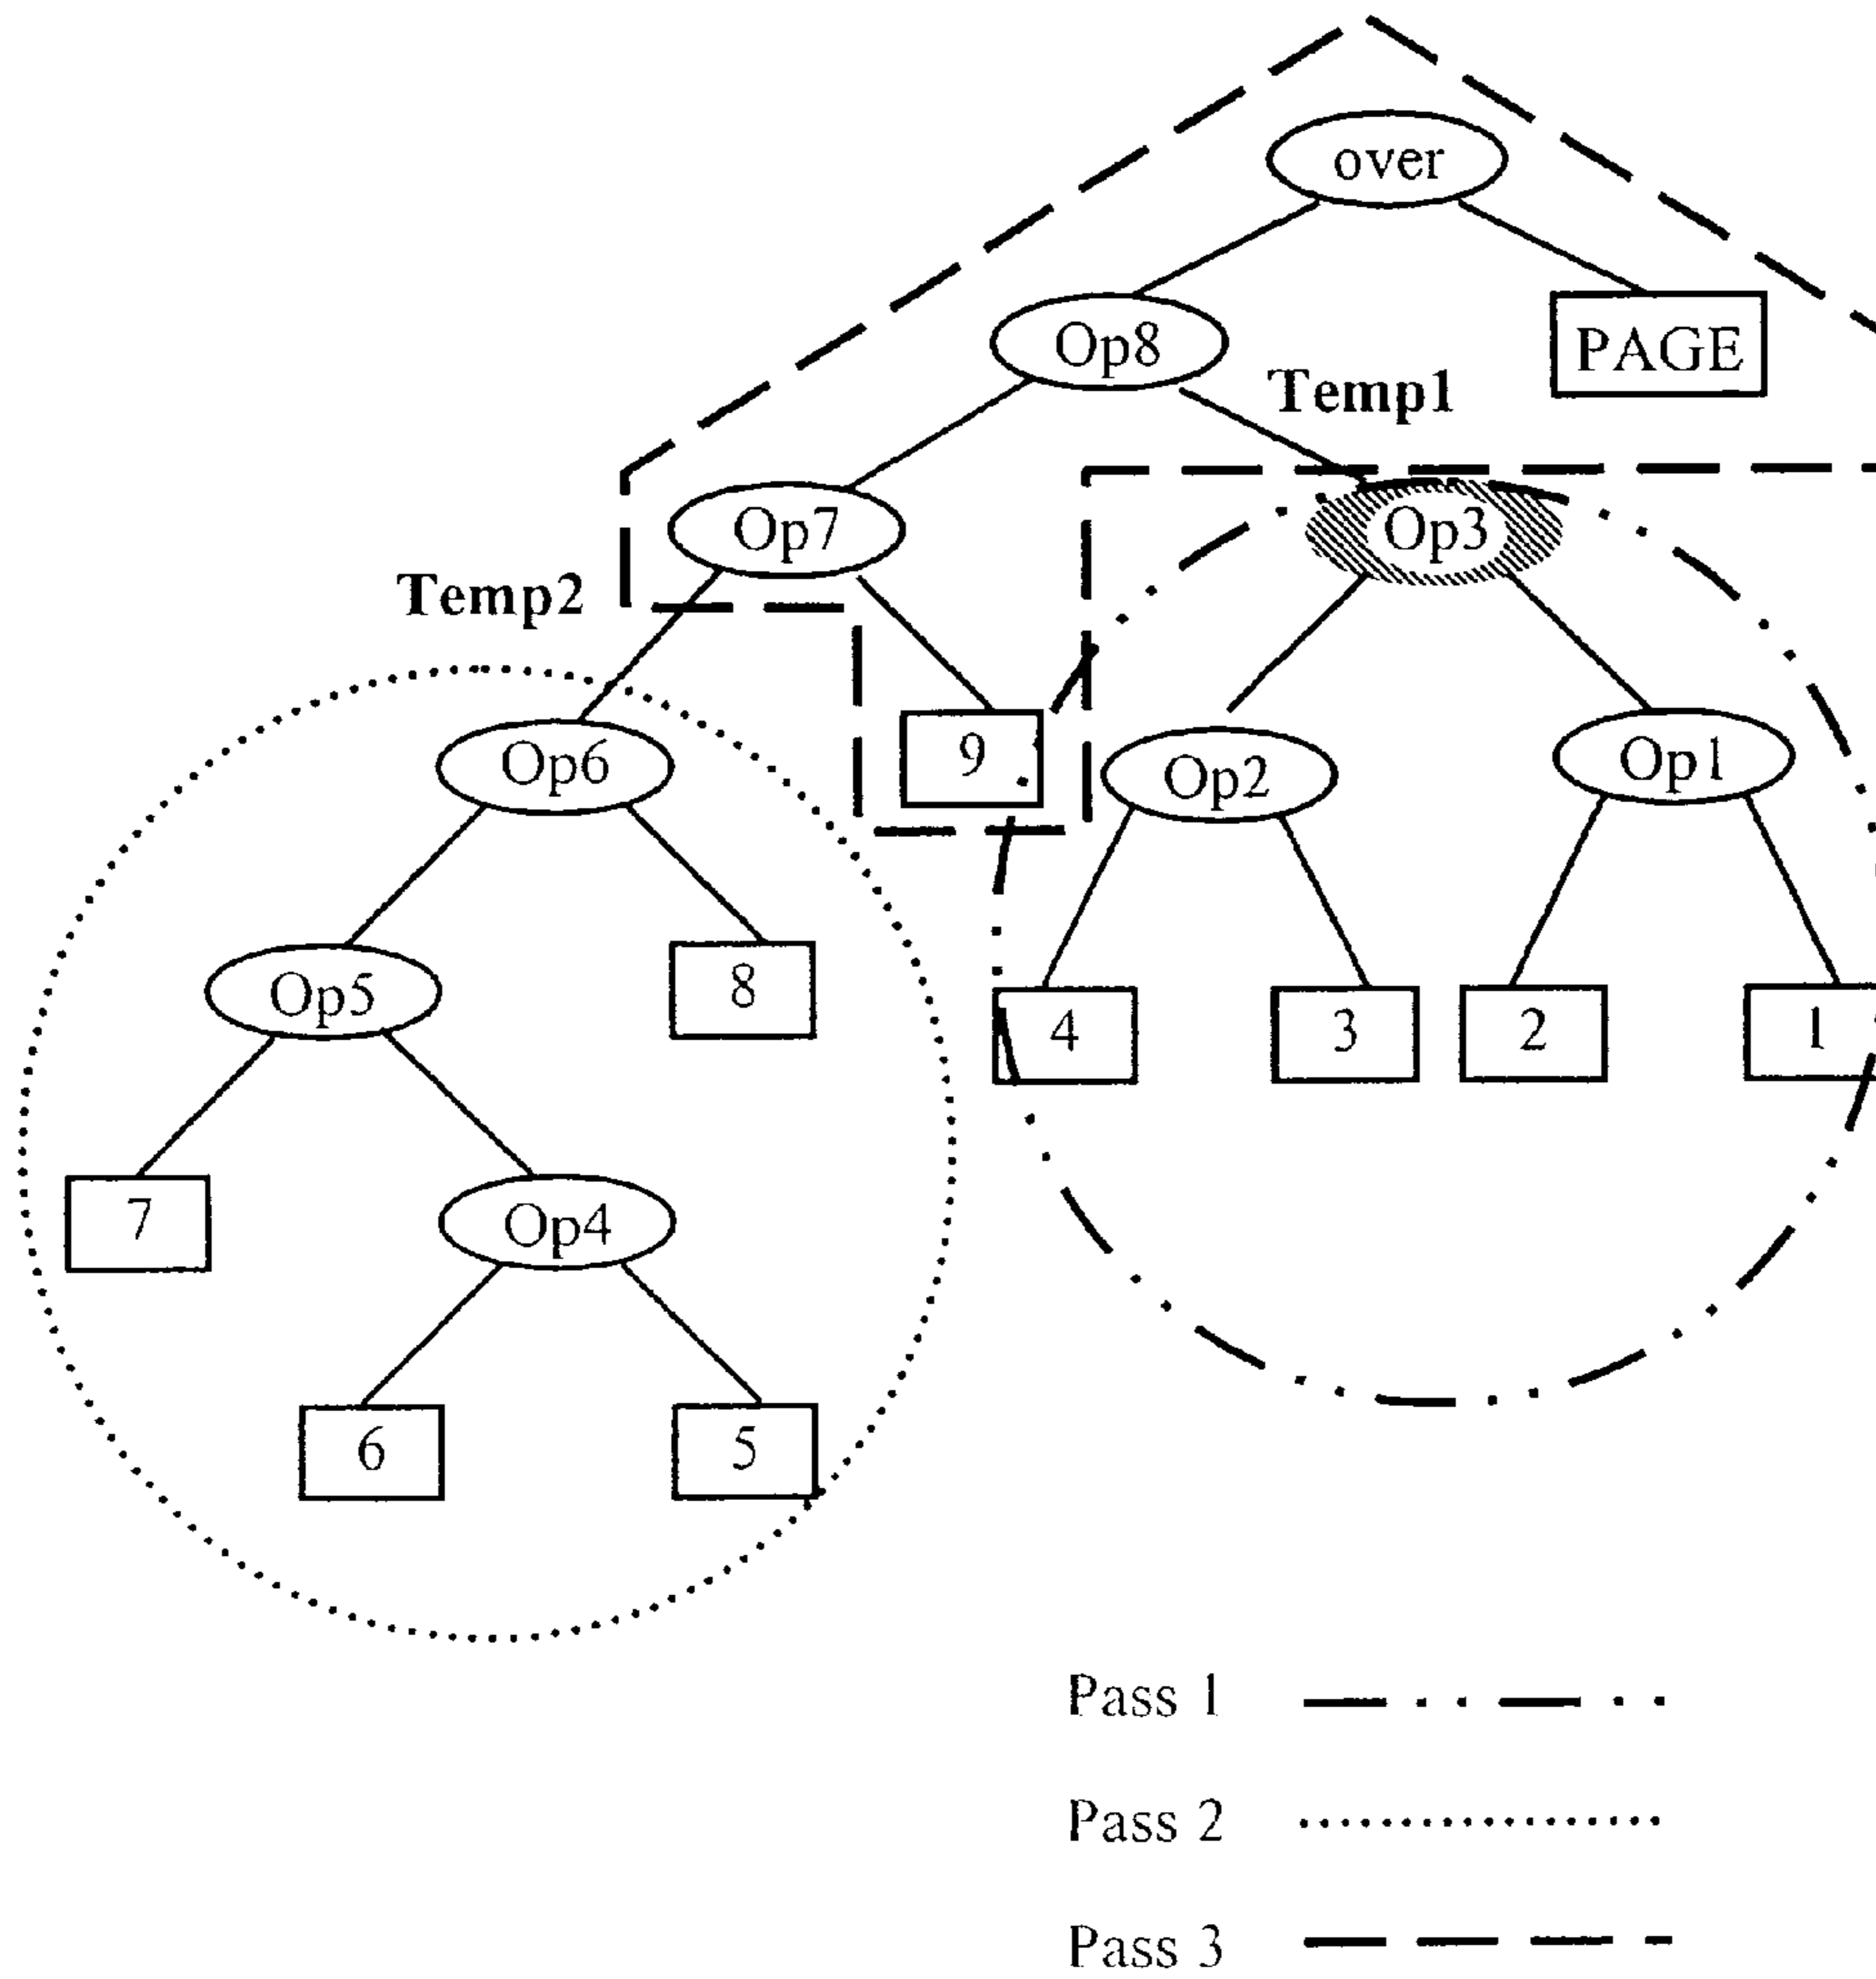 over
Op8
PAGE
Temp1
Op7
Op3
Temp2
Op6
9
Op2
Op1
Op5
8
4
3
2
1
7
Op4
6
5
Pass 1
Pass 2
Pass 3